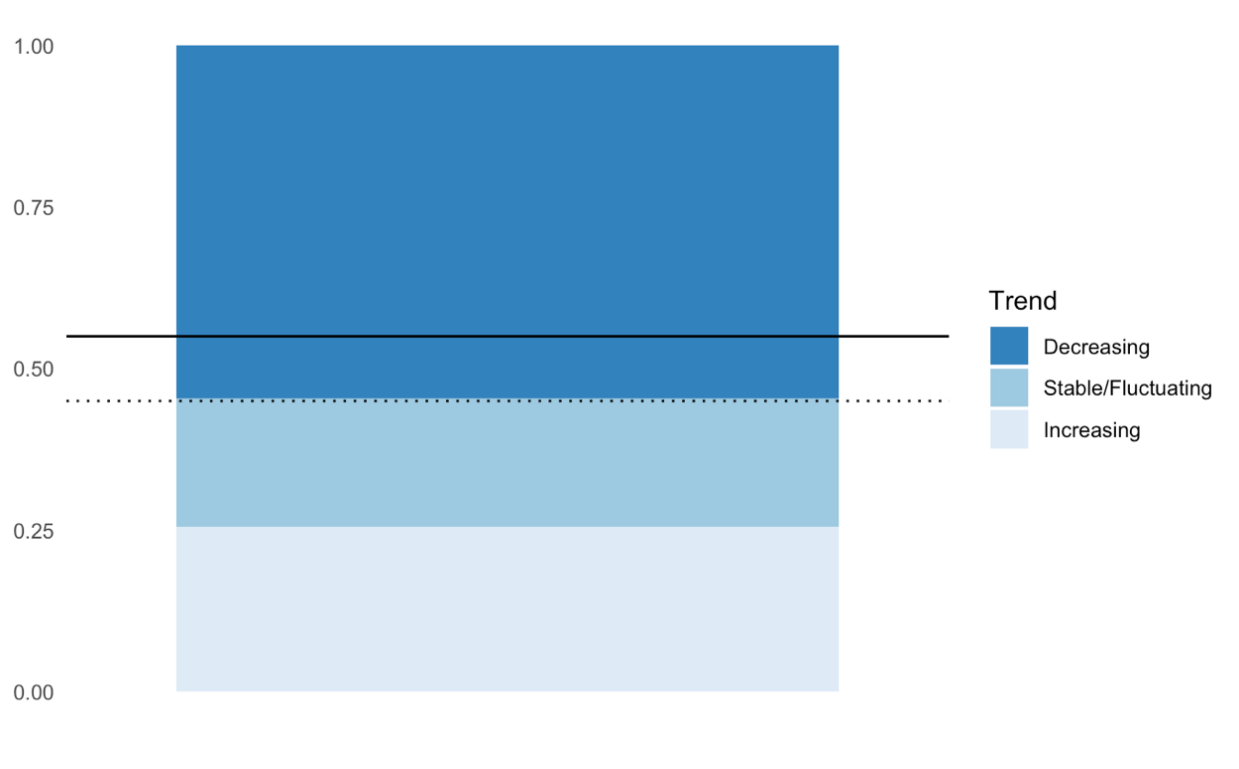 1.00
0.75
0.50
0.25
0.00
Trend
Decreasing
Stable/Fluctuating
Increasing